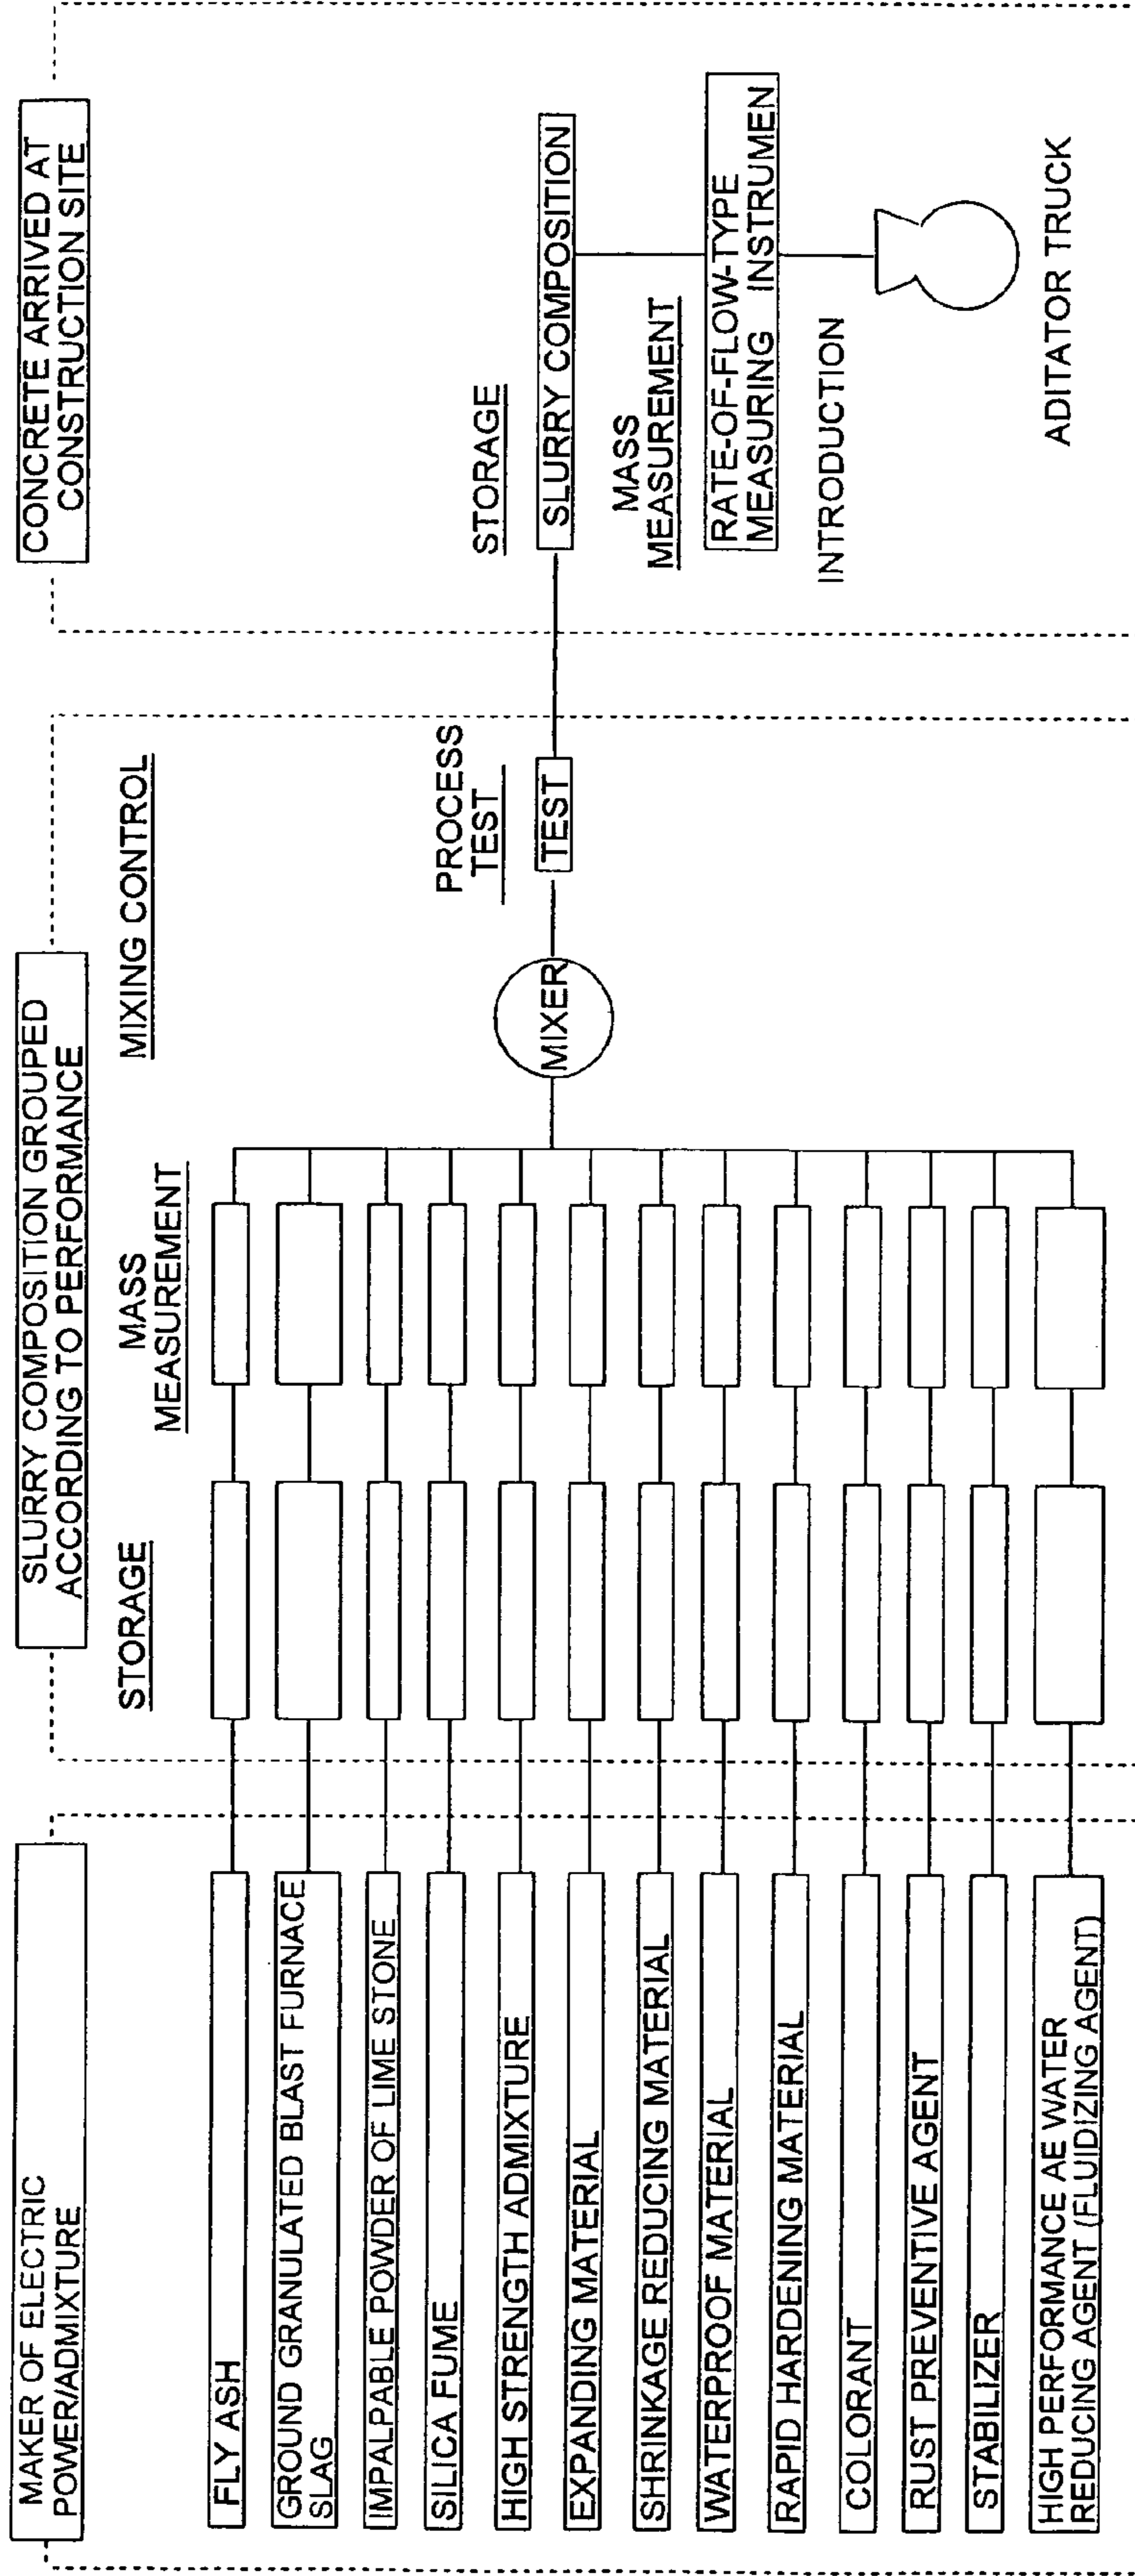 MAKER OF ELECTRIC
POWER/ADMIXTURE
FLY ASH
GROUND GRANULATED BLAST FURNACE
SLAG
IMPALPABLE POWDER OF LIME STONE
SILICA FUME
HIGH STRENGTH ADMIXTURE
EXPANDING MATERIAL
SHRINKAGE REDUCING MATERIAL
WATERPROOF MATERIAL
RAPID HARDENING MATERIAL
COLORANT
RUST PREVENTIVE AGENT
STABILIZER
HIGH PERFORMANCE AE WATER
REDUCING AGENT (FLUIDIZING AGENT)
SLURRY COMPOSITION GROUPED
ACCORDING TO PERFORMANCE
STORAGE
MASS
MEASUREMENT
MIXING CONTROL
MIXER
PROCESS
TEST
TEST
CONCRETE ARRIVED AT
CONSTRUCTION SITE
STORAGE
SLURRY COMPOSITION
MASS
MEASUREMENT
RATE-OF-FLOW-TYPE
MEASURING INSTRUMEN
INTRODUCTION
ADITATOR TRUCK